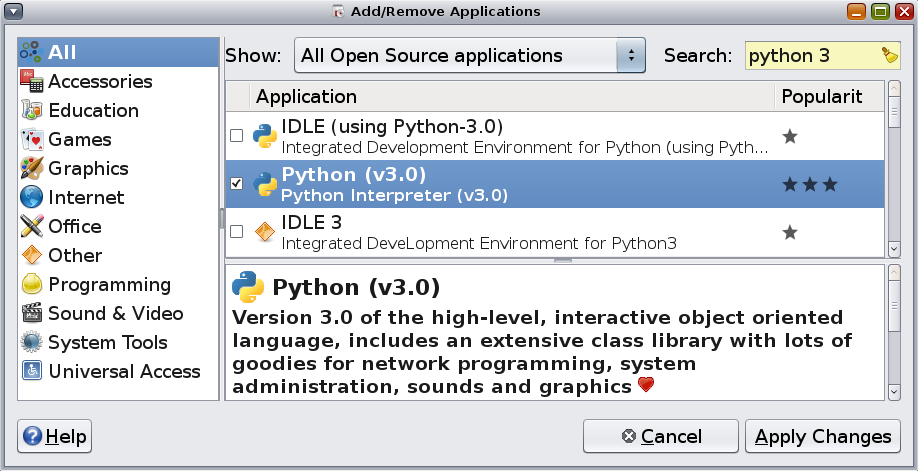 Add/Remove Applications
All
Accessories
Education
Games
Graphics
Internet
Office
Other
Programming
Sound & Video
System Tools
Universal Access
Show: All Open Source applications Search: python 3
Application Popularit
IDLE (using Python-3.0)
Integrated Development Environment for Python (using Pyth...
Python (v3.0)
Python Interpreter (v3.0)
IDLE 3
Integrated DeveLopment Environment for Python3
Python (v3.0)
Version 3.0 of the high-level, interactive object oriented
language, includes an extensive class library with lots of
goodies for network programming, system
administration, sounds and graphics
Help Cancel Apply Changes